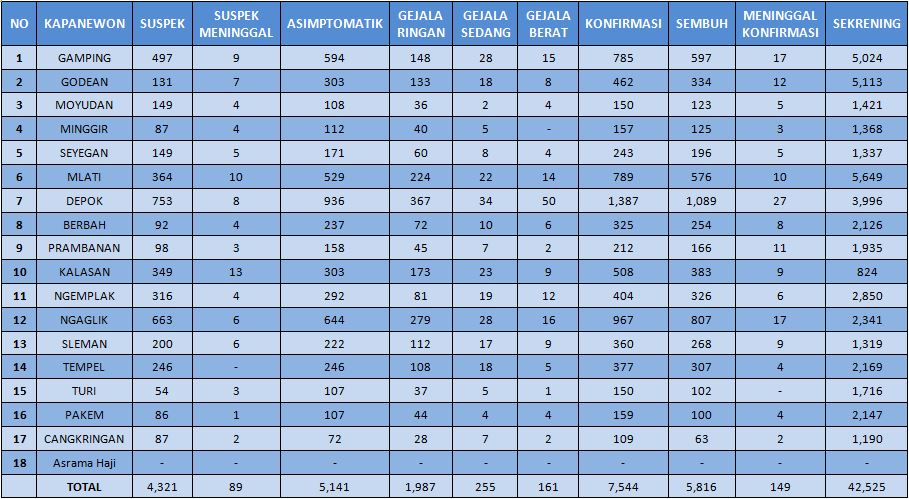 NO KAPANEWON SUSPEK SUSPEK MENINGGAL ASIMPTOMATIK GEJALA RINGAN GEJALA SEDANG GEJALA BERAT KONFIRMASI SEMBUH MENINGGAL KONFIRMASI SEKRENING
1 GAMPING 497 9 594 148 28 15 785 597 17 5,024
2 GODEAN 131 7 303 133 18 8 462 334 12 5,113
3 MOYUDAN 149 4 108 36 2 4 150 123 5 1,421
4 MINGGIR 87 4 112 40 5 - 157 125 3 1,368
5 SEYEGAN 149 5 171 60 8 4 243 196 5 1,337
6 MLATI 364 10 529 224 22 14 789 576 10 5,649
7 DEPOK 753 8 936 367 34 50 1,387 1,089 27 3,996
8 BERBAH 92 4 237 72 10 6 325 254 8 2,126
9 PRAMBANAN 98 3 158 45 7 2 212 166 11 1,935
10 KALASAN 349 13 303 173 23 9 508 383 9 824
11 NGEMPLAK 316 4 292 81 19 12 404 326 6 2,850
12 NGAGLIK 663 6 644 279 28 16 967 807 17 2,341
13 SLEMAN 200 6 222 112 17 9 360 268 9 1,319
14 TEMPEL 246 - 246 108 18 5 377 307 4 2,169
15 TURI 54 3 107 37 5 1 150 102 - 1,716
16 PAKEM 86 1 107 44 4 4 159 100 4 2,147
17 CANGKRINGAN 87 2 72 28 7 2 109 63 2 1,190
18 Asrama Haji - - - - - - - - - -
TOTAL 4,321 89 5,141 1,987 255 161 7,544 5,816 149 42,525